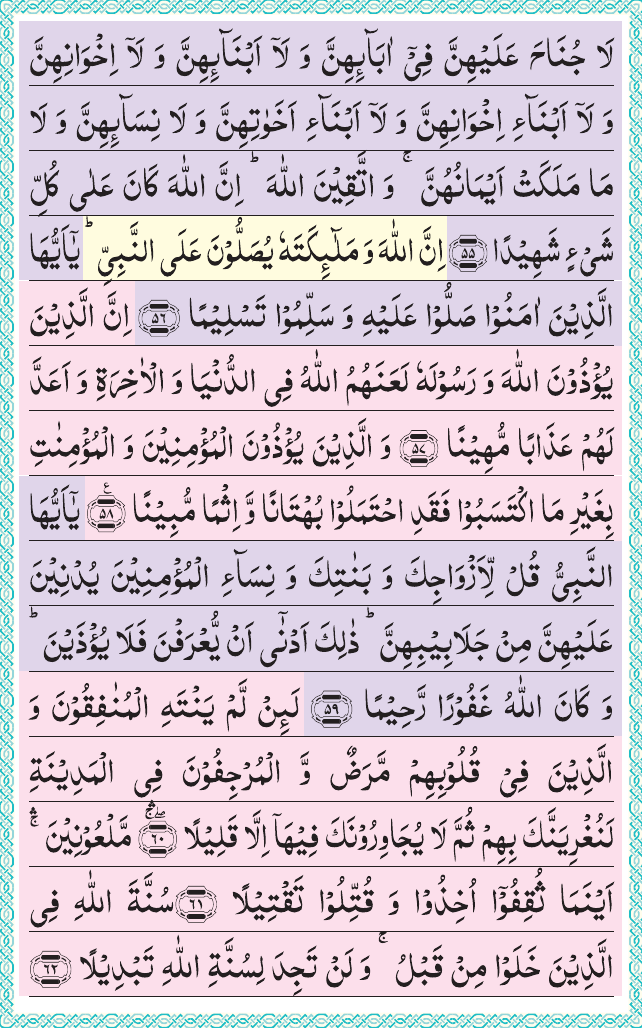 لَا جُنَاحَ عَلَيْهِنَّ فِيْۤ اٰبَآئِهِنَّ وَ لَاۤ اَبْنَآئِهِنَّ وَ لَاۤ اِخْوَانِهِنَّ
وَ لَاۤ اَبْنَآءِ اِخْوَانِهِنَّ وَ لَاۤ اَبْنَآءِ اَخَوٰتِهِنَّ وَ لَا نِسَآئِهِنَّ وَ لَا
مَا مَلَكَتْ اَيْمَانُهُنَّ ۚ وَ اتَّقِيْنَ اللّٰهَ ؕ اِنَّ اللّٰهَ كَانَ عَلٰى كُلِّ
شَيْءٍ شَهِيْدًا ﴿۵۵﴾ اِنَّ اللّٰهَ وَ مَلٰٓئِكَتَهٗ يُصَلُّوْنَ عَلَى النَّبِيِّ ؕ يٰۤاَيُّهَا
الَّذِيْنَ اٰمَنُوْا صَلُّوْا عَلَيْهِ وَ سَلِّمُوْا تَسْلِيْمًا ﴿۵۶﴾ اِنَّ الَّذِيْنَ
يُؤْذُوْنَ اللّٰهَ وَ رَسُوْلَهٗ لَعَنَهُمُ اللّٰهُ فِي الدُّنْيَا وَ الْاٰخِرَةِ وَ اَعَدَّ
لَهُمْ عَذَابًا مُّهِيْنًا ﴿۵۷﴾ وَ الَّذِيْنَ يُؤْذُوْنَ الْمُؤْمِنِيْنَ وَ الْمُؤْمِنٰتِ
بِغَيْرِ مَا اكْتَسَبُوْا فَقَدِ احْتَمَلُوْا بُهْتَانًا وَّ اِثْمًا مُّبِيْنًا ﴿۵۸﴾ ع يٰۤاَيُّهَا
النَّبِيُّ قُلْ لِّاَزْوَاجِكَ وَ بَنٰتِكَ وَ نِسَآءِ الْمُؤْمِنِيْنَ يُدْنِيْنَ
عَلَيْهِنَّ مِنْ جَلَابِيْبِهِنَّ ؕ ذٰلِكَ اَدْنٰۤى اَنْ يُّعْرَفْنَ فَلَا يُؤْذَيْنَ ؕ
وَ كَانَ اللّٰهُ غَفُوْرًا رَّحِيْمًا ﴿۵۹﴾ لَئِنْ لَّمْ يَنْتَهِ الْمُنٰفِقُوْنَ وَ
الَّذِيْنَ فِيْ قُلُوْبِهِمْ مَّرَضٌ وَّ الْمُرْجِفُوْنَ فِي الْمَدِيْنَةِ
لَنُغْرِيَنَّكَ بِهِمْ ثُمَّ لَا يُجَاوِرُوْنَكَ فِيْهَاۤ اِلَّا قَلِيْلًا ﴿۶۰﴾ مَّلْعُوْنِيْنَ ۛۚ
اَيْنَمَا ثُقِفُوْۤا اُخِذُوْا وَ قُتِّلُوْا تَقْتِيْلًا ﴿۶۱﴾ سُنَّةَ اللّٰهِ فِي
الَّذِيْنَ خَلَوْا مِنْ قَبْلُ ۚ وَ لَنْ تَجِدَ لِسُنَّةِ اللّٰهِ تَبْدِيْلًا ﴿۶۲﴾